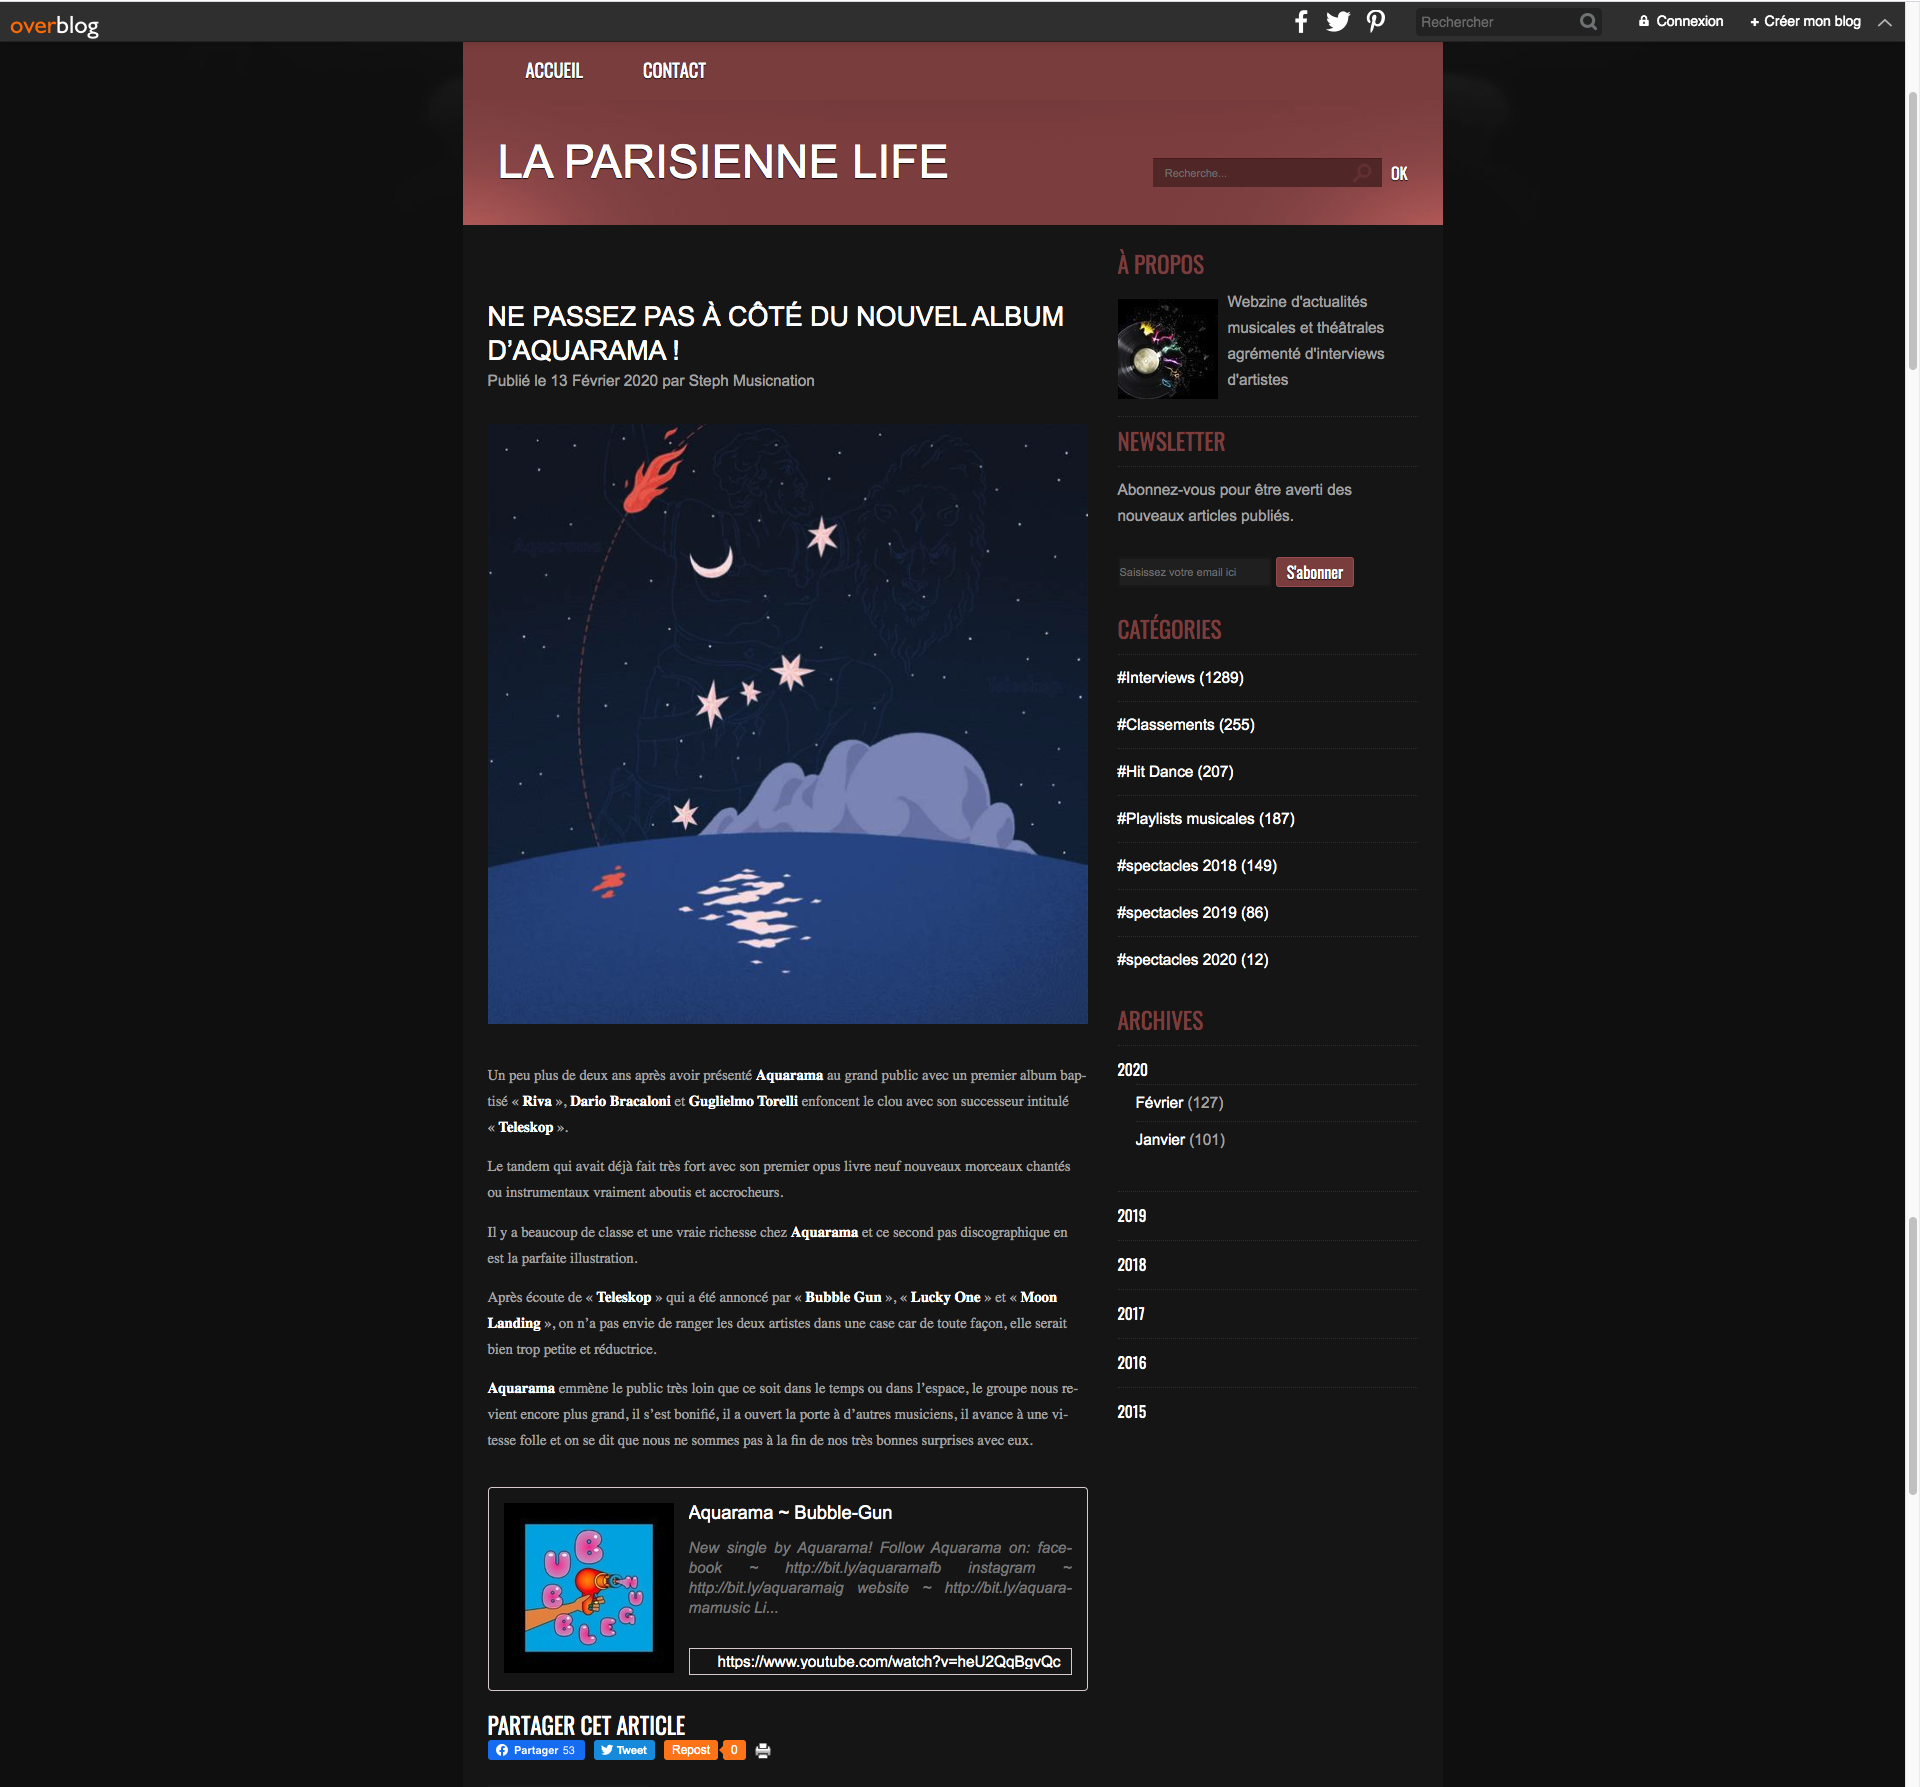 overblog
Rechercher
Connexion
+ Créer mon blog
ACCUEIL
CONTACT
LA PARISIENNE LIFE
Recherche...
OK
NE PASSEZ PAS À CÔTÉ DU NOUVEL ALBUM
D’AQUARAMA !
Publié le 13 Février 2020 par Steph Musicnation
Aquarama
Teleskop
Un peu plus de deux ans après avoir présenté Aquarama au grand public avec un premier album bap-
tisé « Riva », Dario Bracaloni et Guglielmo Torelli enfoncent le clou avec son successeur intitulé
« Teleskop ».
Le tandem qui avait déjà fait très fort avec son premier opus livre neuf nouveaux morceaux chantés
ou instrumentaux vraiment aboutis et accrocheurs.
Il y a beaucoup de classe et une vraie richesse chez Aquarama et ce second pas discographique en
est la parfaite illustration.
Après écoute de « Teleskop » qui a été annoncé par « Bubble Gun », « Lucky One » et « Moon
Landing », on n’a pas envie de ranger les deux artistes dans une case car de toute façon, elle serait
bien trop petite et réductrice.
Aquarama emmène le public très loin que ce soit dans le temps ou dans l’espace, le groupe nous re-
vient encore plus grand, il s’est bonifié, il a ouvert la porte à d’autres musiciens, il avance à une vi-
tesse folle et on se dit que nous ne sommes pas à la fin de nos très bonnes surprises avec eux.
BUBBLEGUN
Aquarama ~ Bubble-Gun
New single by Aquarama! Follow Aquarama on: face-
book ~ http://bit.ly/aquaramafb instagram ~
http://bit.ly/aquaramaig website ~ http://bit.ly/aquara-
mamusic Li...
https://www.youtube.com/watch?v=heU2QqBgvQc
PARTAGER CET ARTICLE
Partager 53
Tweet
Repost
0
À PROPOS
Webzine d'actualités
musicales et théâtrales
agrémenté d'interviews
d'artistes
NEWSLETTER
Abonnez-vous pour être averti des
nouveaux articles publiés.
Saisissez votre email ici
S'abonner
CATÉGORIES
#Interviews (1289)
#Classements (255)
#Hit Dance (207)
#Playlists musicales (187)
#spectacles 2018 (149)
#spectacles 2019 (86)
#spectacles 2020 (12)
ARCHIVES
2020
Février (127)
Janvier (101)
2019
2018
2017
2016
2015